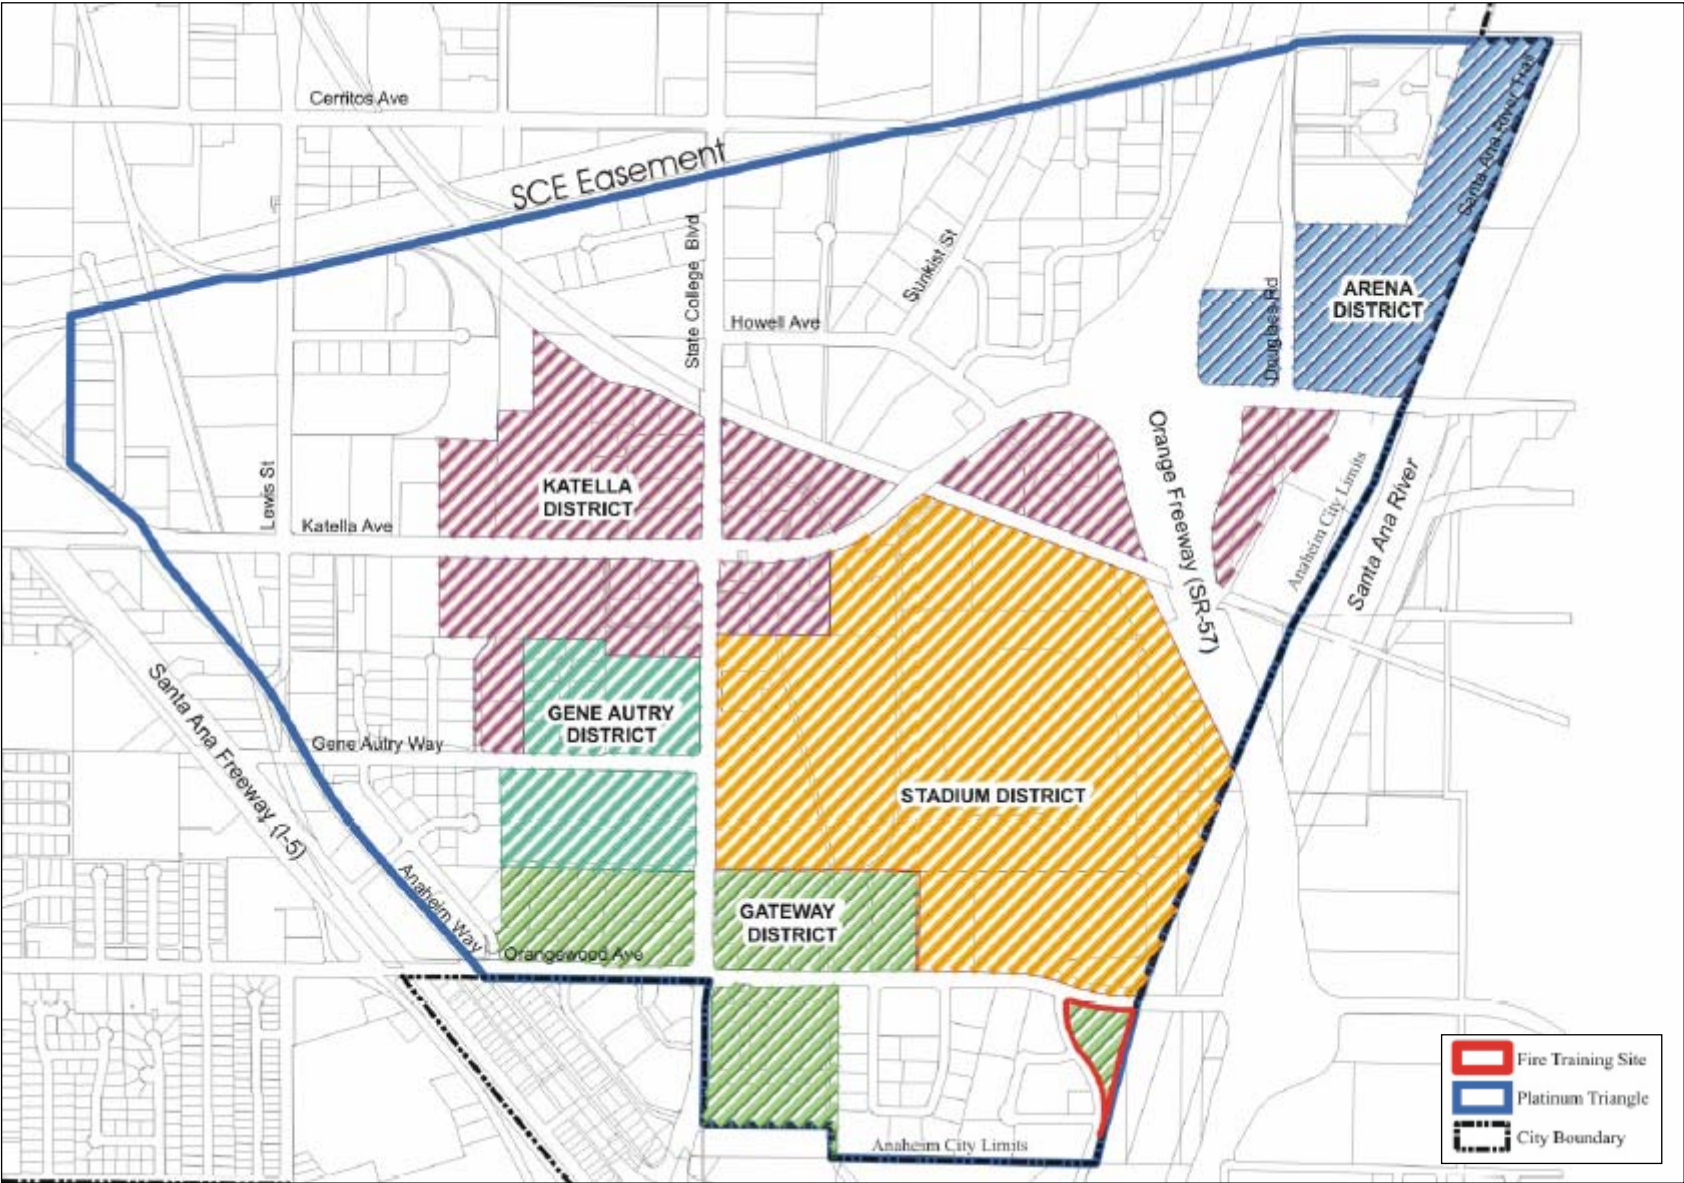 Cerritos Ave
SCE Easement
Santa Ana River Trail
State College Blvd
Sunkist St
Howell Ave
Douglass Rd
ARENA
DISTRICT
Orange Freeway (SR-57)
KATELLA
DISTRICT
Lewis St
Katella Ave
Anaheim City Limits
Santa Ana River
Santa Ana Freeway (I-5)
GENE AUTRY
DISTRICT
Gene Autry Way
STADIUM DISTRICT
Anaheim Way
GATEWAY
DISTRICT
Orangewood Ave
Anaheim City Limits
Fire Training Site
Platinum Triangle
City Boundary